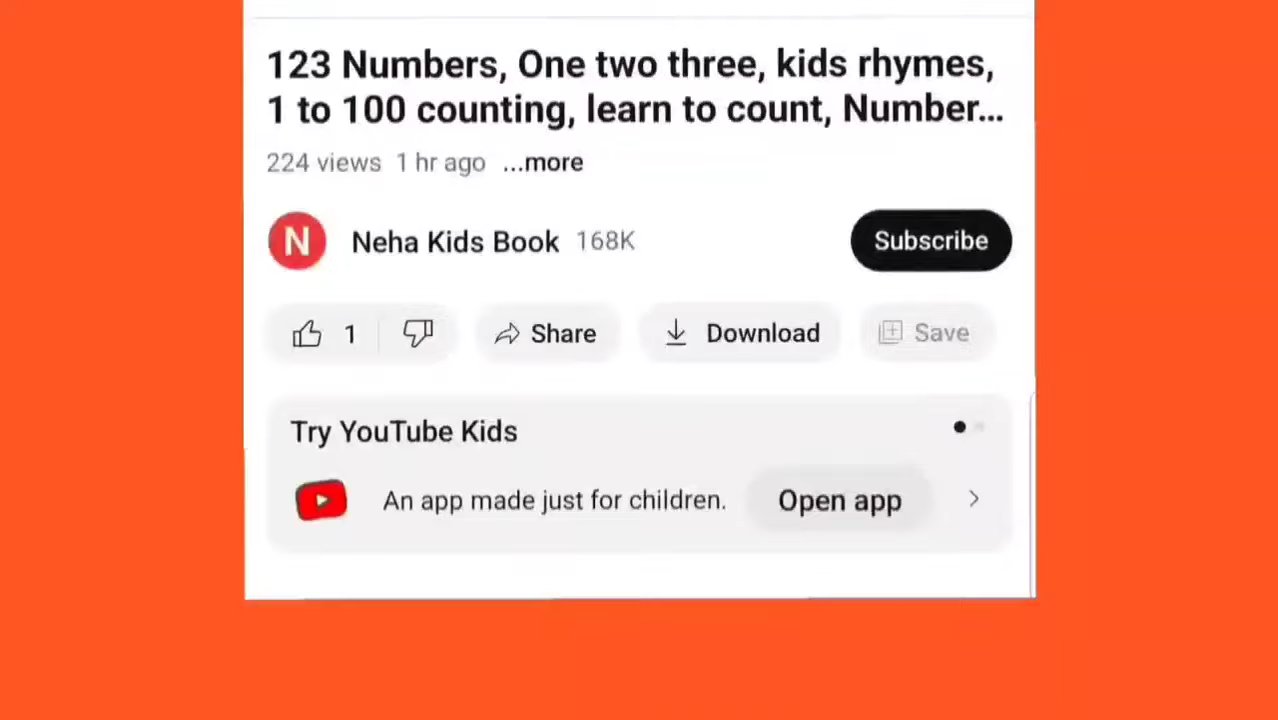 123 Numbers, One two three, kids rhymes,
1 to 100 counting, learn to count, Number...
224 views 1 hr ago ...more
N Neha Kids Book 168K Subscribe
1 Share Download Save
Try YouTube Kids
An app made just for children. Open app